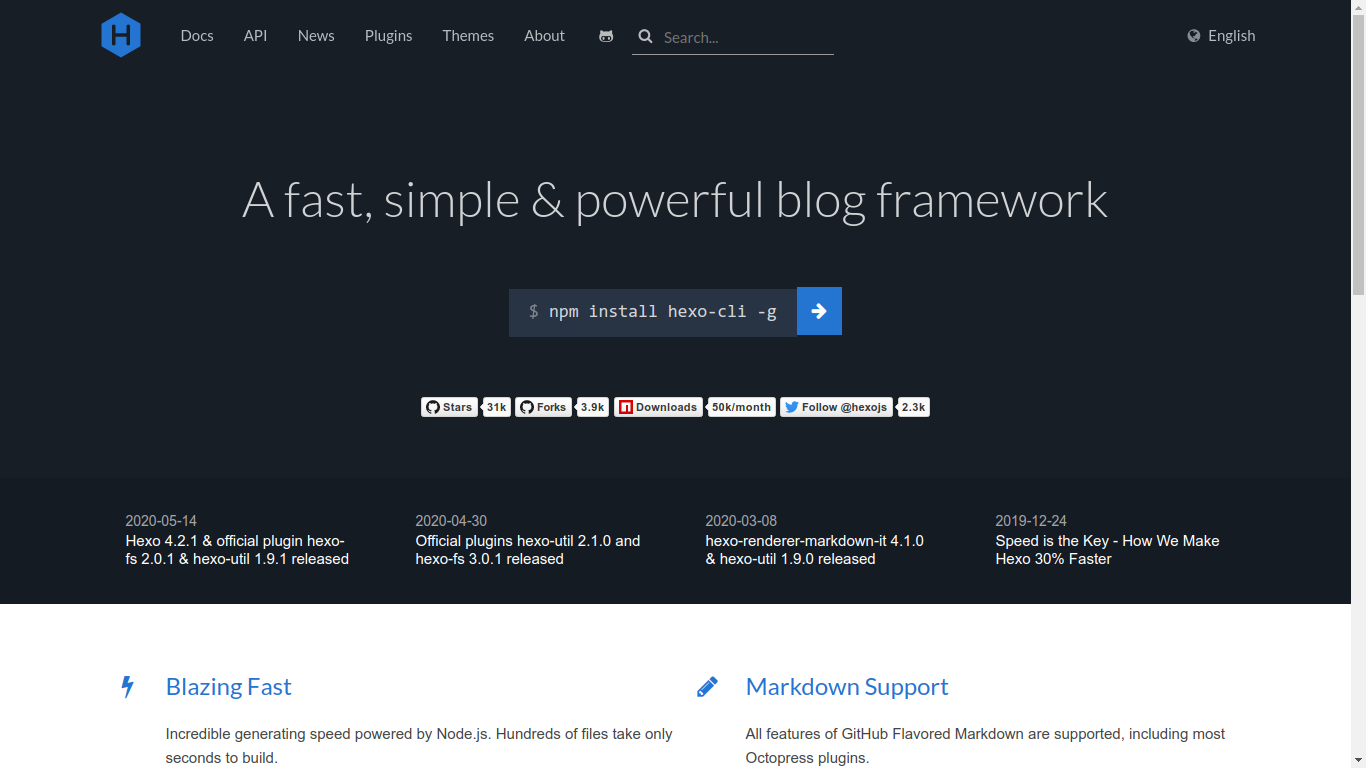 H
Docs API News Plugins Themes About Search... English
A fast, simple & powerful blog framework
$ npm install hexo-cli -g
Stars 31k Forks 3.9k Downloads 50k/month Follow @hexojs 2.3k
2020-05-14
Hexo 4.2.1 & official plugin hexo-
fs 2.0.1 & hexo-util 1.9.1 released
2020-04-30
Official plugins hexo-util 2.1.0 and
hexo-fs 3.0.1 released
2020-03-08
hexo-renderer-markdown-it 4.1.0
& hexo-util 1.9.0 released
2019-12-24
Speed is the Key - How We Make
Hexo 30% Faster
Blazing Fast
Incredible generating speed powered by Node.js. Hundreds of files take only
seconds to build.
Markdown Support
All features of GitHub Flavored Markdown are supported, including most
Octopress plugins.